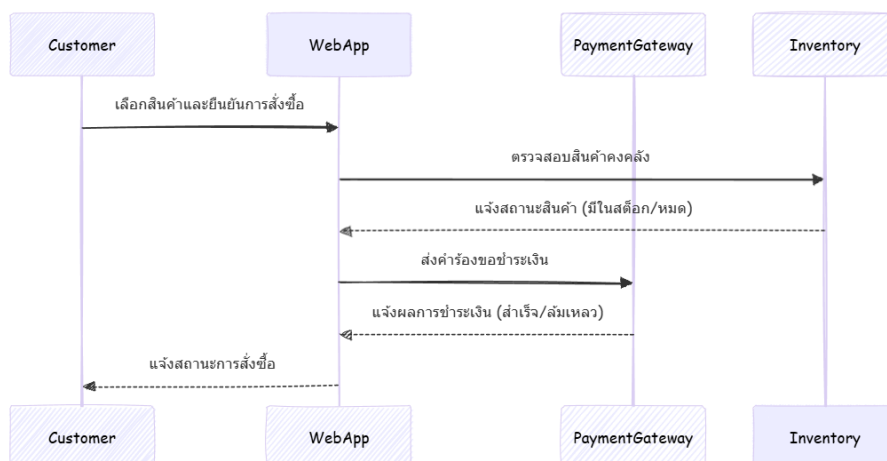 Customer
WebApp
PaymentGateway
Inventory
เลือกสินค้าและยืนยันการสั่งซื้อ
ตรวจสอบสินค้าคงคลัง
แจ้งสถานะสินค้า (มีในสต็อก/หมด)
ส่งคำร้องขอชำระเงิน
แจ้งผลการชำระเงิน (สำเร็จ/ล้มเหลว)
แจ้งสถานะการสั่งซื้อ
Customer
WebApp
PaymentGateway
Inventory